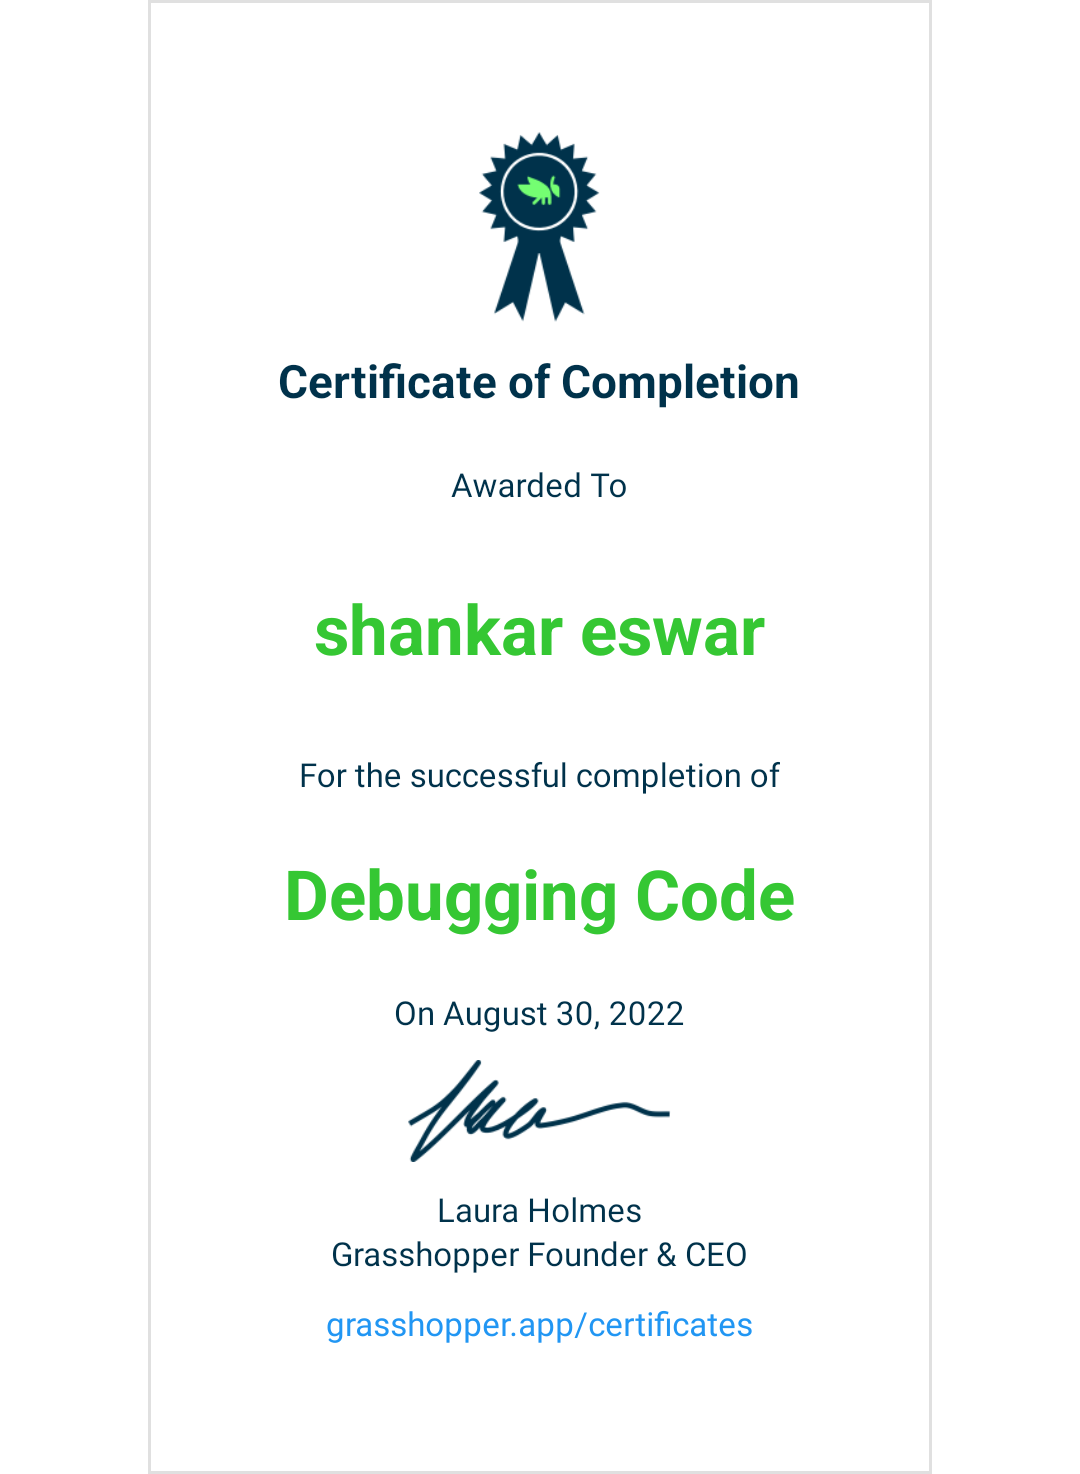 Certificate of Completion
Awarded To
shankar eswar
For the successful completion of
Debugging Code
On August 30, 2022
Laura Holmes
Grasshopper Founder & CEO
grasshopper.app/certificates